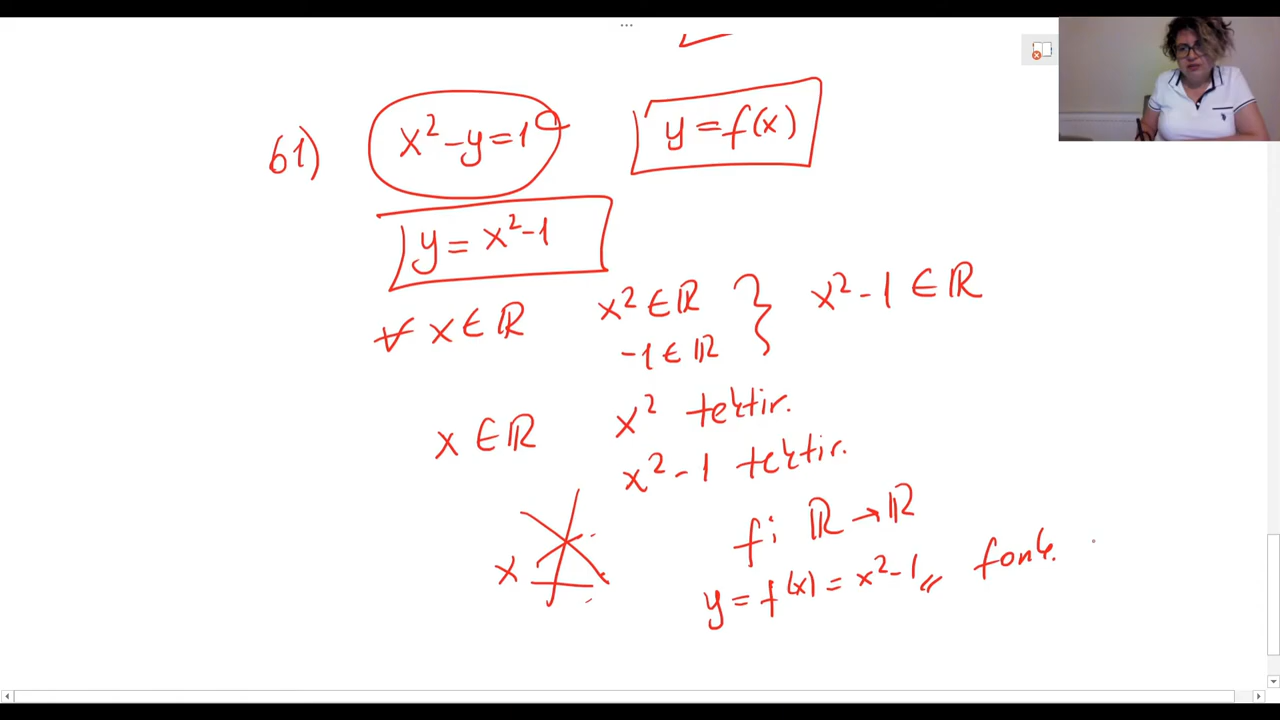 61) x²-y=1 y=f(x)
y = x²-1
∀ x∈ℝ x²∈ℝ } x²-1 ∈ ℝ
-1∈ℝ
x∈ℝ x² tektir.
x²-1 tektir.
x
f: ℝ→ℝ
y=f(x)=x²-1,, fonk.